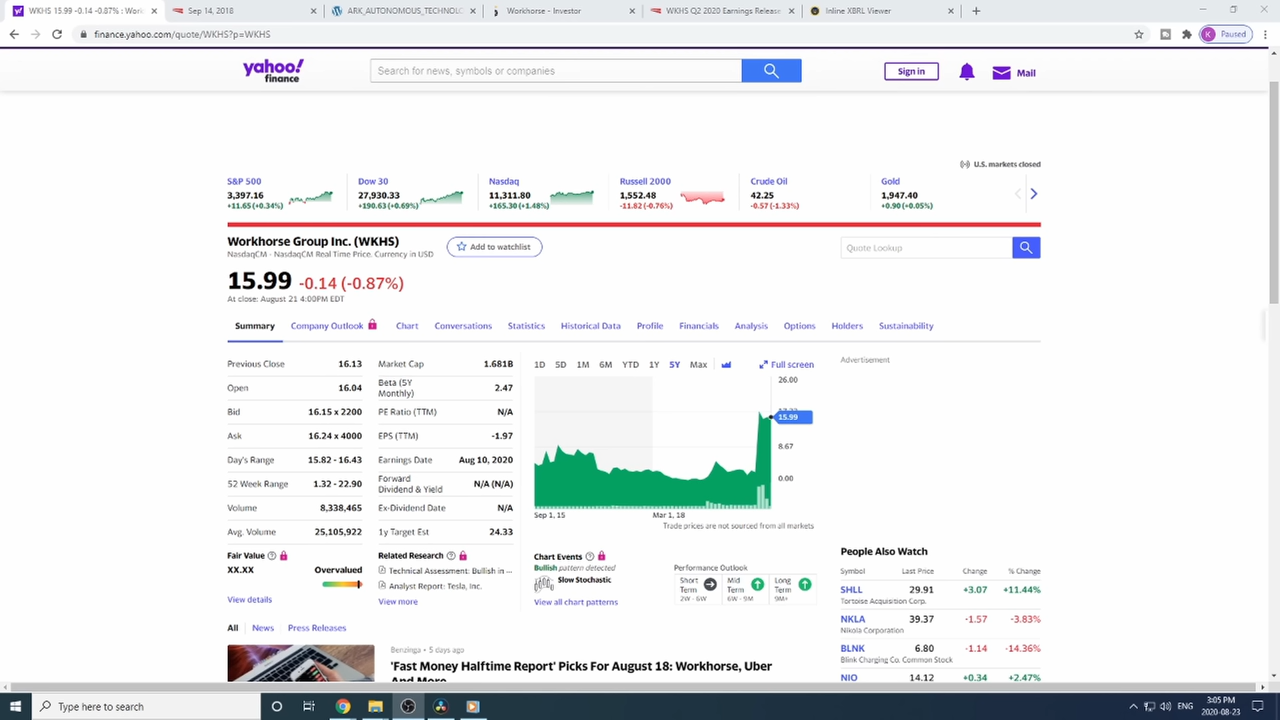 WKHS 15.99 -0.14 -0.87% : Work
Sep 14, 2018
ARK_AUTONOMOUS_TECHNOLO
Workhorse - Investor
WKHS Q2 2020 Earnings Release
Inline XBRL Viewer
finance.yahoo.com/quote/WKHS?p=WKHS
K Paused
yahoo!
finance
Search for news, symbols or companies
Sign in
Mail
U.S. markets closed
S&P 500
3,397.16
+11.65 (+0.34%)
Dow 30
27,930.33
+190.63 (+0.69%)
Nasdaq
11,311.80
+165.30 (+1.48%)
Russell 2000
1,552.48
-11.82 (-0.76%)
Crude Oil
42.25
-0.57 (-1.33%)
Gold
1,947.40
+0.90 (+0.05%)
Workhorse Group Inc. (WKHS)
NasdaqCM - NasdaqCM Real Time Price. Currency in USD
Add to watchlist
Quote Lookup
15.99 -0.14 (-0.87%)
At close: August 21 4:00PM EDT
Summary Company Outlook Chart Conversations Statistics Historical Data Profile Financials Analysis Options Holders Sustainability
Previous Close 16.13
Open 16.04
Bid 16.15 x 2200
Ask 16.24 x 4000
Day's Range 15.82 - 16.43
52 Week Range 1.32 - 22.90
Volume 8,338,465
Avg. Volume 25,105,922
Market Cap 1.681B
Beta (5Y
Monthly) 2.47
PE Ratio (TTM) N/A
EPS (TTM) -1.97
Earnings Date Aug 10, 2020
Forward
Dividend & Yield N/A (N/A)
Ex-Dividend Date N/A
1y Target Est 24.33
1D 5D 1M 6M YTD 1Y 5Y Max Full screen
26.00
15.99
8.67
0.00
Sep 1, 15 Mar 1, 18
Trade prices are not sourced from all markets
Advertisement
Fair Value
XX.XX Overvalued
View details
Related Research
Technical Assessment: Bullish in ...
Analyst Report: Tesla, Inc.
View more
Chart Events
Bullish pattern detected
Slow Stochastic
View all chart patterns
Performance Outlook
Short
Term
2W - 6W
Mid
Term
6W - 9M
Long
Term
9M+
People Also Watch
Symbol Last Price Change % Change
SHLL 29.91 +3.07 +11.44%
Tortoise Acquisition Corp.
NKLA 39.37 -1.57 -3.83%
Nikola Corporation
BLNK 6.80 -1.14 -14.36%
Blink Charging Co. Common Stock
NIO 14.12 +0.34 +2.47%
All News Press Releases
Benzinga • 5 days ago
'Fast Money Halftime Report' Picks For August 18: Workhorse, Uber
And More
Type here to search
ENG
3:05 PM
2020-08-23